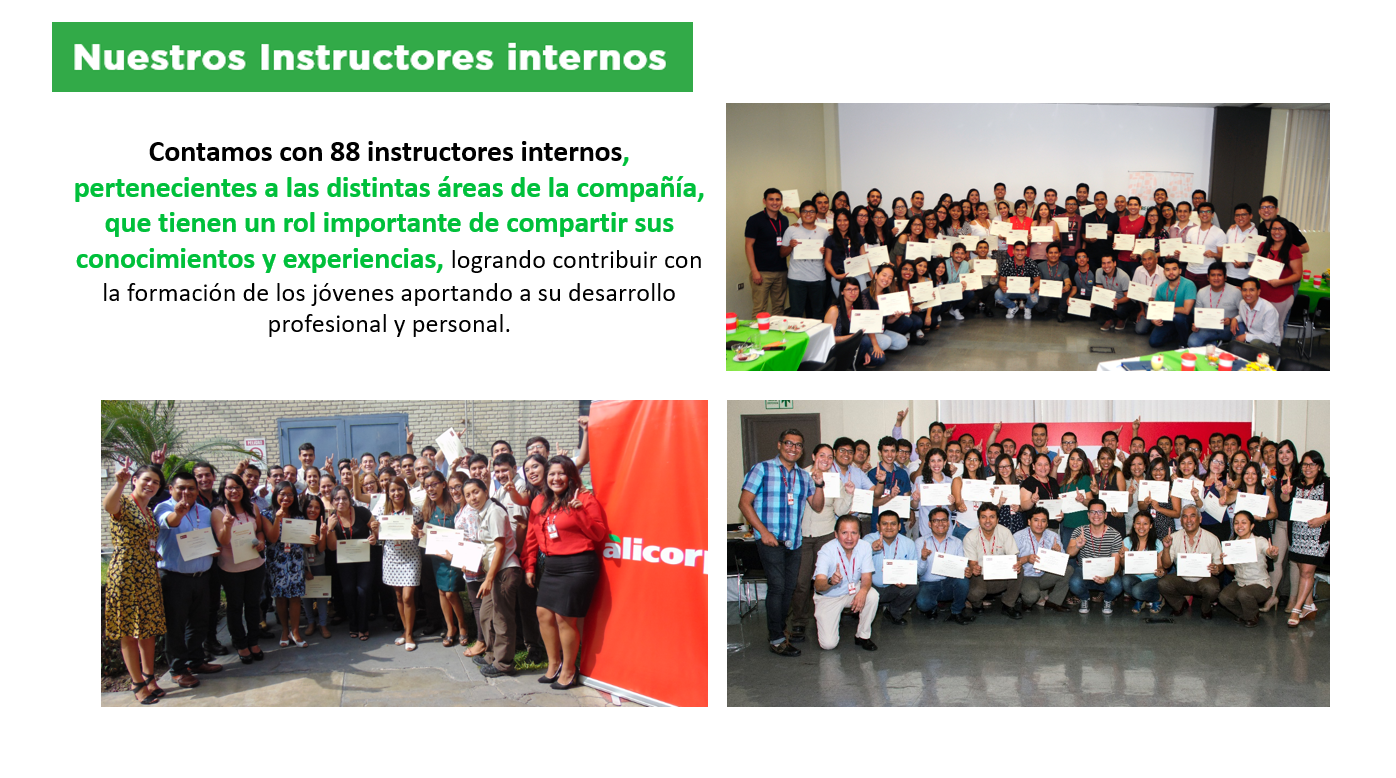 Nuestros Instructores internos
Contamos con 88 instructores internos,
pertenecientes a las distintas áreas de la compañía,
que tienen un rol importante de compartir sus
conocimientos y experiencias, logrando contribuir con
la formación de los jóvenes aportando a su desarrollo
profesional y personal.
PELIGRO
alicorp